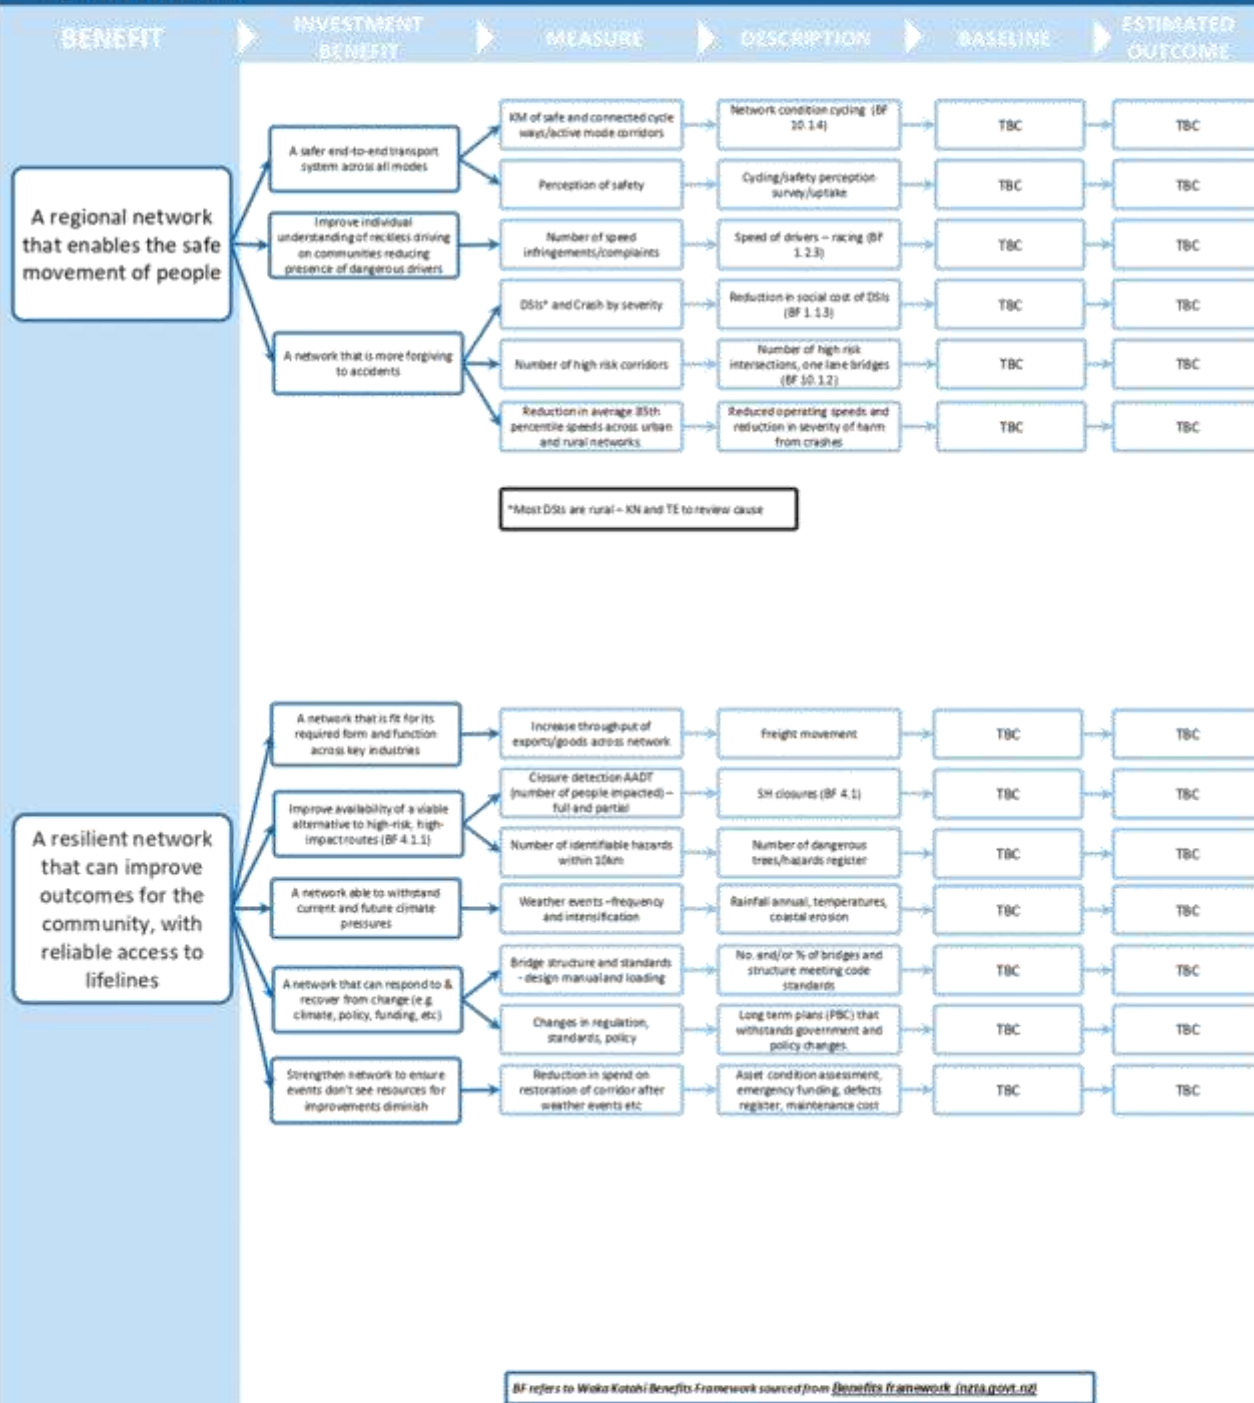 BENEFIT
INVESTMENT
BENEFIT
MEASURE
DESCRIPTION
BASELINE
ESTIMATED
OUTCOME
A regional network
that enables the safe
movement of people
A safer end-to-end transport
system across all modes
KM of safe and connected cycle
ways/active mode corridors
Network condition cycling (BF
10.1.4)
TBC
TBC
Perception of safety
Cycling/safety perception
survey/uptake
TBC
TBC
Improve individual
understanding of reckless driving
on communities reducing
presence of dangerous drivers
Number of speed
infringements/complaints
Speed of drivers – racing (BF
1.2.3)
TBC
TBC
A network that is more forgiving
to accidents
DSIs* and Crash by severity
Reduction in social cost of DSIs
(BF 1.1.3)
TBC
TBC
Number of high risk corridors
Number of high risk
intersections, one lane bridges
(BF 10.1.2)
TBC
TBC
Reduction in average 85th
percentile speeds across urban
and rural networks
Reduced operating speeds and
reduction in severity of harm
from crashes
TBC
TBC
*Most DSIs are rural – KN and TE to review cause
A resilient network
that can improve
outcomes for the
community, with
reliable access to
lifelines
A network that is fit for its
required form and function
across key industries
Increase throughput of
exports/goods across network
Freight movement
TBC
TBC
Improve availability of a viable
alternative to high-risk, high-
impact routes (BF 4.1.1)
Closure detection AADT
(number of people impacted) –
full and partial
SH closures (BF 4.1)
TBC
TBC
Number of identifiable hazards
within 10km
Number of dangerous
trees/hazards register
TBC
TBC
A network able to withstand
current and future climate
pressures
Weather events –frequency
and intensification
Rainfall annual, temperatures,
coastal erosion
TBC
TBC
A network that can respond to &
recover from change (e.g.
climate, policy, funding, etc)
Bridge structure and standards
- design manual and loading
No. and/or % of bridges and
structure meeting code
standards
TBC
TBC
Changes in regulation,
standards, policy
Long term plans (PBC) that
withstands government and
policy changes.
TBC
TBC
Strengthen network to ensure
events don't see resources for
improvements diminish
Reduction in spend on
restoration of corridor after
weather events etc
Asset condition assessment,
emergency funding, defects
register, maintenance cost
TBC
TBC
BF refers to Waka Kotahi Benefits Framework sourced from Benefits framework (nzta.govt.nz)